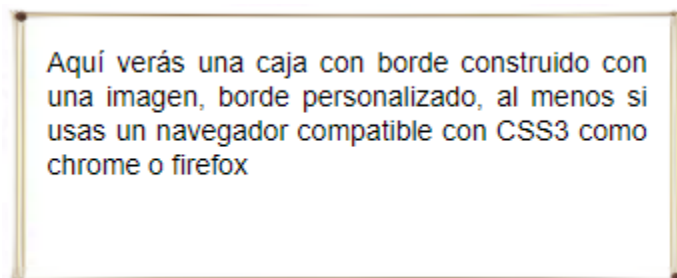 Aquí verás una caja con borde construido con
una imagen, borde personalizado, al menos si
usas un navegador compatible con CSS3 como
chrome o firefox